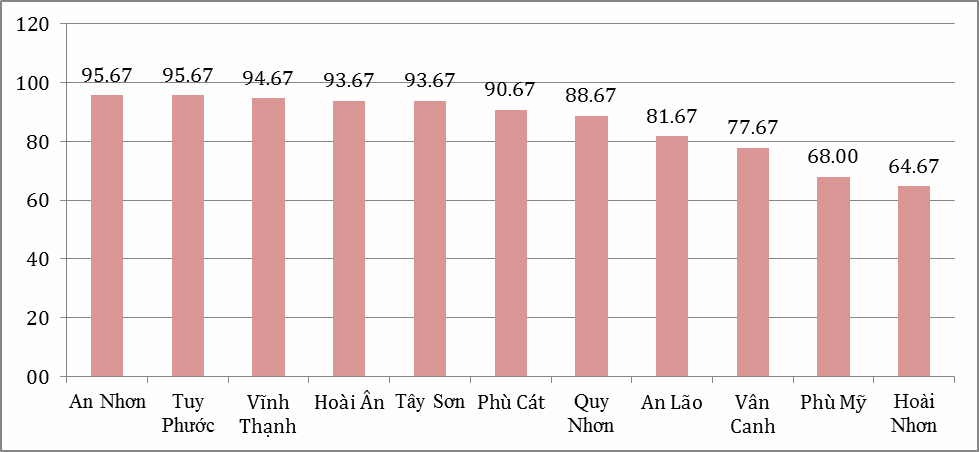 120
100
80
60
40
20
00
95.67
95.67
94.67
93.67
93.67
90.67
88.67
81.67
77.67
68.00
64.67
An Nhơn
Tuy
Phước
Vĩnh
Thạnh
Hoài Ân
Tây Sơn
Phù Cát
Quy
Nhơn
An Lão
Vân
Canh
Phù Mỹ
Hoài
Nhơn